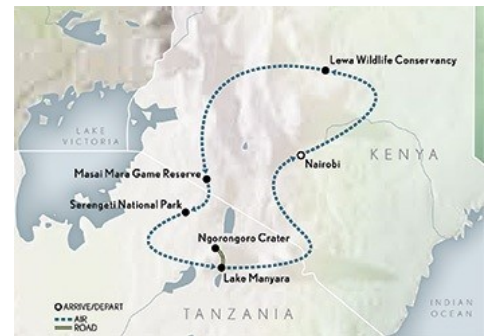 Lewa Wildlife Conservancy
LAKE
VICTORIA
KENYA
Nairobi
Masai Mara Game Reserve
Serengeti National Park
Ngorongoro Crater
Lake Manyara
ARRIVE/DEPART
AIR
ROAD
TANZANIA
INDIAN
OCEAN